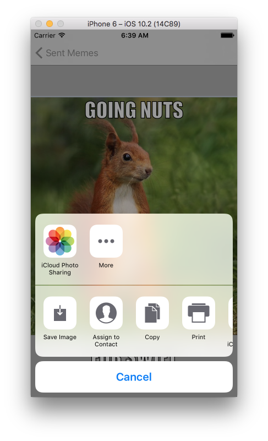 iPhone 6 – iOS 10.2 (14C89)
Carrier 6:39 AM
Sent Memes
GOING NUTS
iCloud Photo
Sharing
More
Save Image
Assign to
Contact
Copy
Print
Cancel